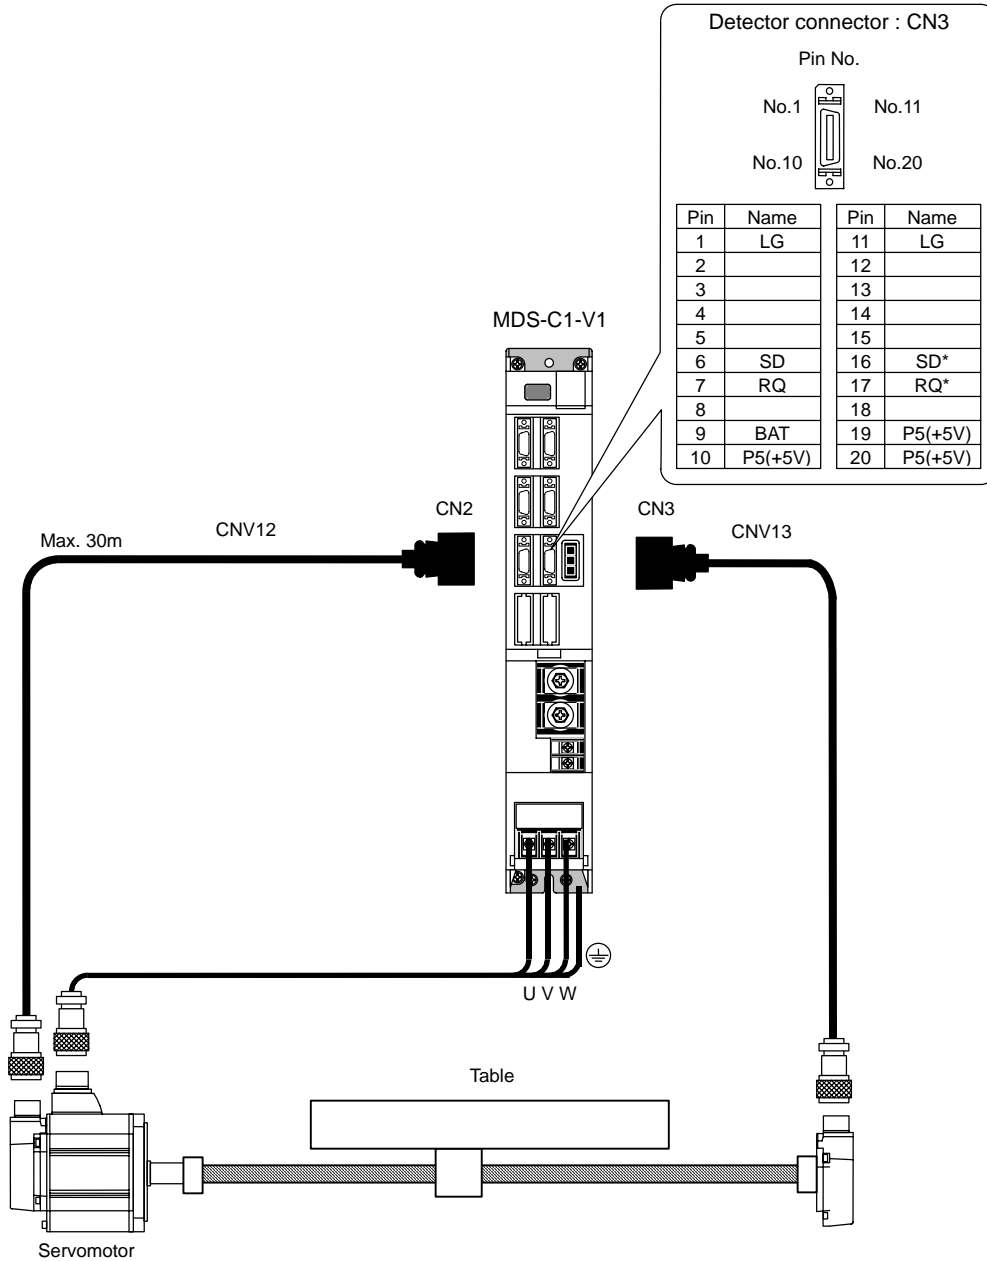 Detector connector : CN3
Pin No.
No.1 No.11
No.10 No.20
Pin Name Pin Name
1 LG 11 LG
2 12
3 13
4 14
5 15
6 SD 16 SD*
7 RQ 17 RQ*
8 18
9 BAT 19 P5(+5V)
10 P5(+5V) 20 P5(+5V)
MDS-C1-V1
CN2 CN3
Max. 30m CNV12 CNV13
U V W
Table
Servomotor